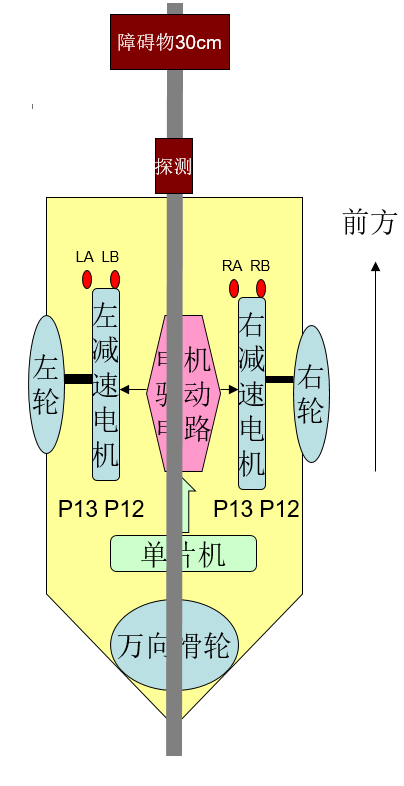 障碍物30cm
探测
前方
LA LB
RA RB
左轮
左减速电机
电机
驱动
电路
右减速电机
右轮
P13 P12
P13 P12
单片机
万向滑轮